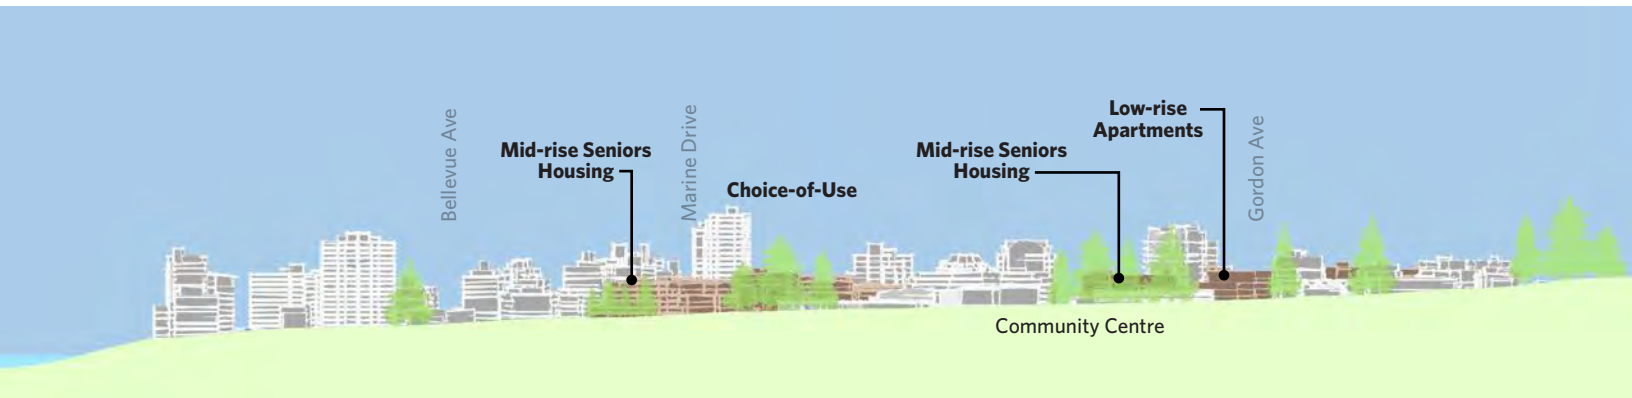 Bellevue Ave
Mid-rise Seniors
Housing
Marine Drive
Choice-of-Use
Mid-rise Seniors
Housing
Low-rise
Apartments
Gordon Ave
Community Centre